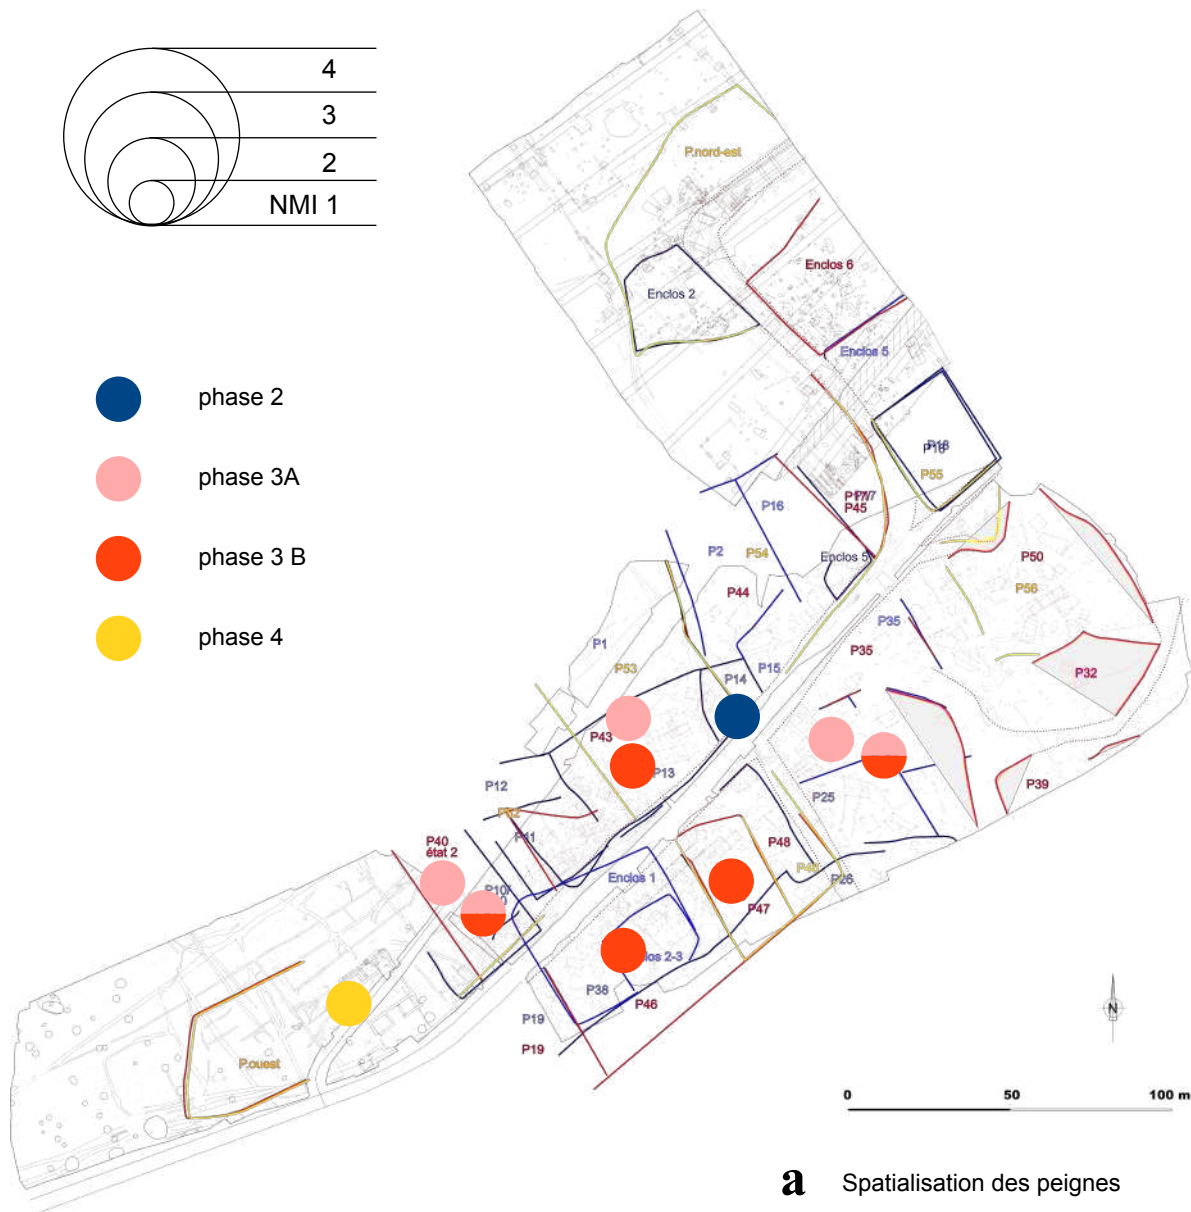 4
3
2
NMI 1
phase 2
phase 3A
phase 3 B
phase 4
P.nord-est
Enclos 6
Enclos 2
Enclos 5
P18
P55
P16
P45
P2
P54
Enclos 5
P50
P44
P56
P1
P35
P53
P35
P15
P14
P32
P43
P13
P12
P25
P39
P11
P40
état 2
P48
Enclos 1
P26
P47
P38
P46
P19
P19
P.ouest
N
0 50 100 m
a Spatialisation des peignes